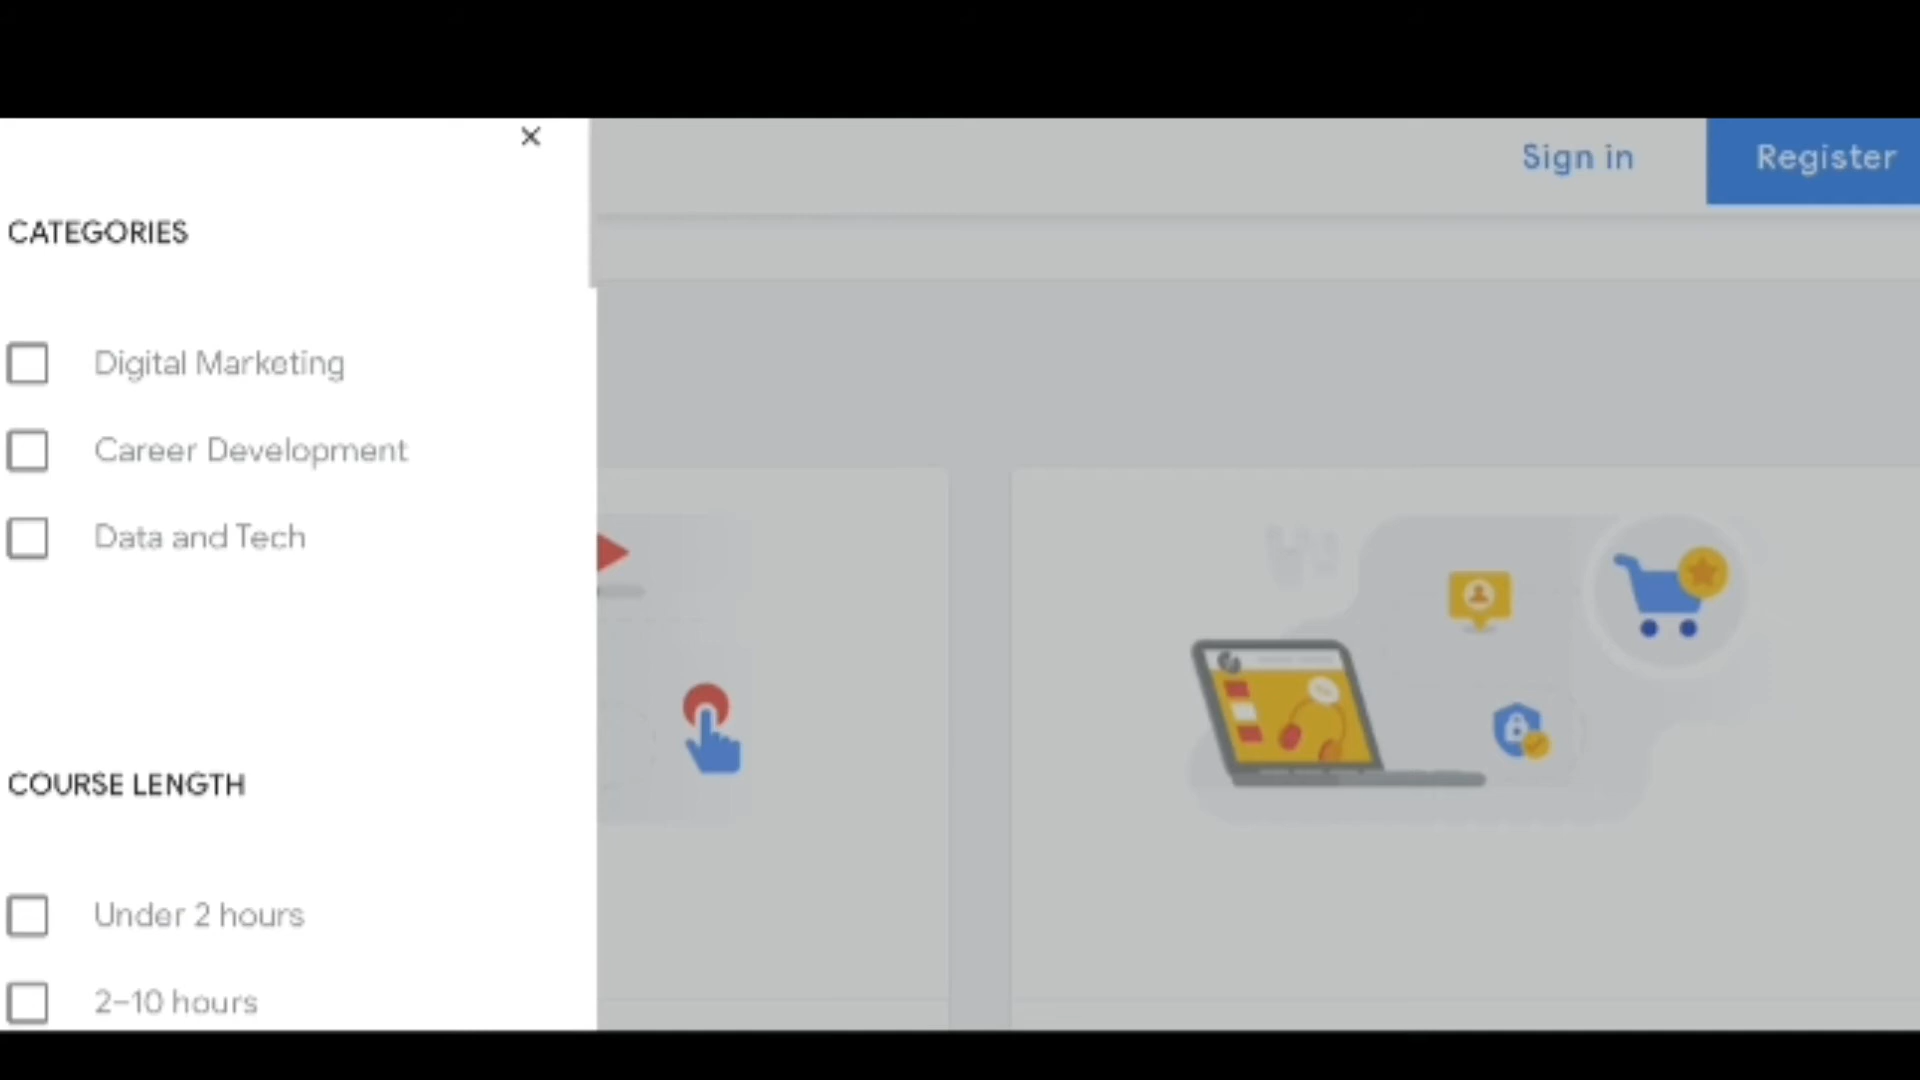 Sign in
Register
CATEGORIES
Digital Marketing
Career Development
Data and Tech
COURSE LENGTH
Under 2 hours
2–10 hours